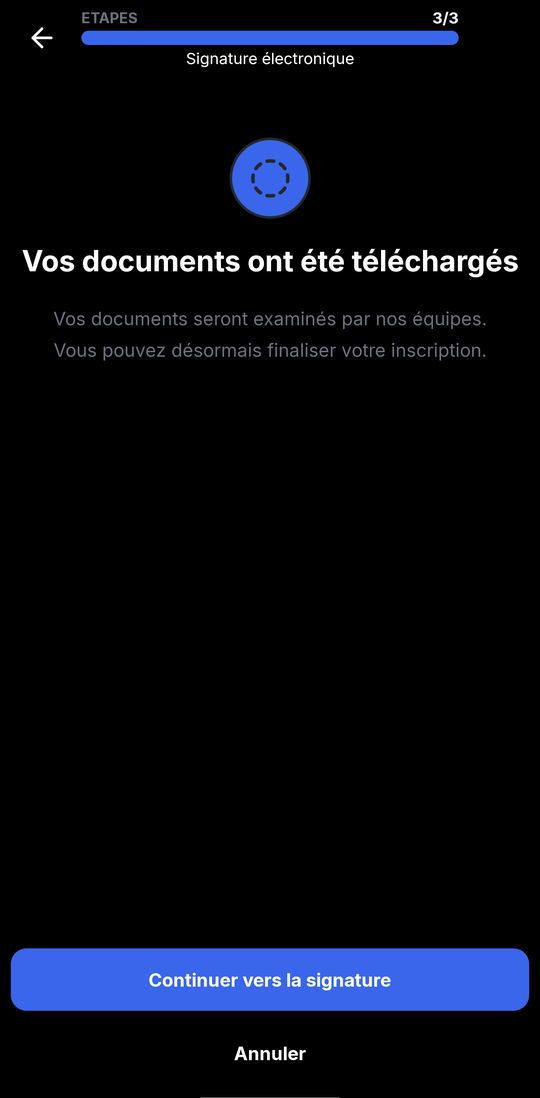 ETAPES 3/3
Signature électronique
Vos documents ont été téléchargés
Vos documents seront examinés par nos équipes.
Vous pouvez désormais finaliser votre inscription.
Continuer vers la signature
Annuler